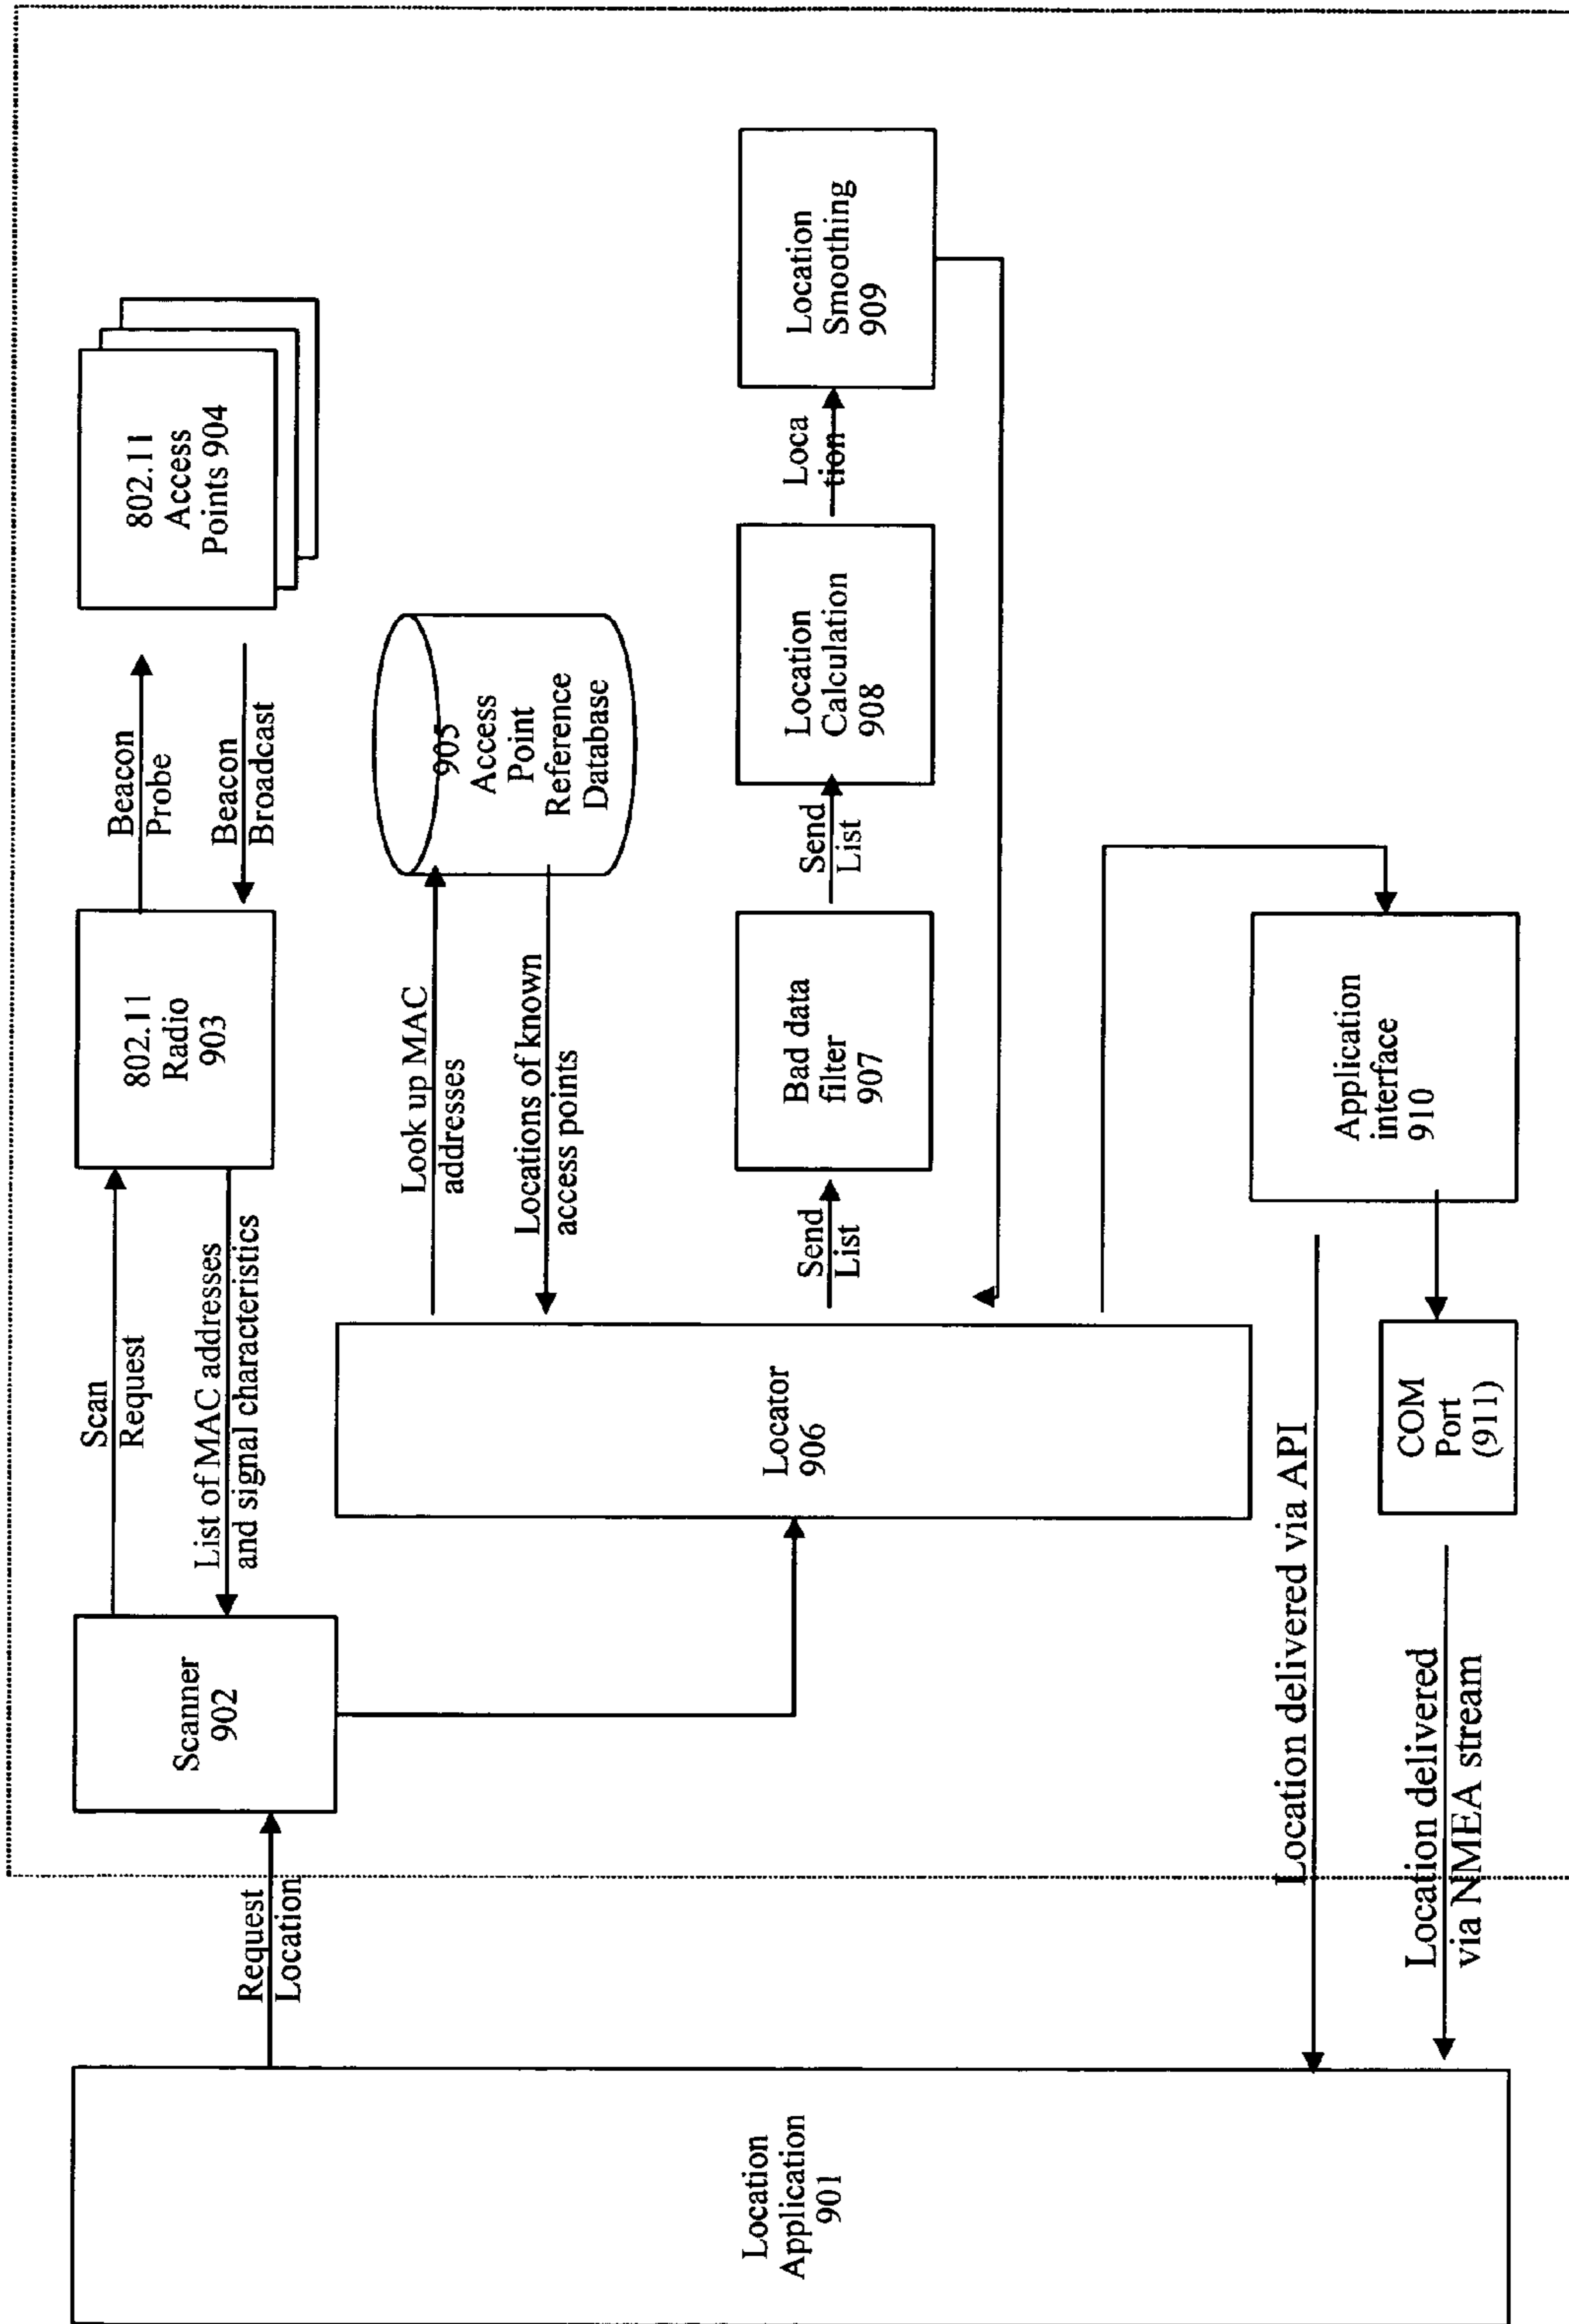 Location
Application
901
Request
Location
Scanner
902
Scan
Request
List of MAC addresses
and signal characteristics
802.11
Radio
903
Beacon
Probe
Beacon
Broadcast
802.11
Access
Points 904
Look up MAC
addresses
Locations of known
access points
905
Access
Point
Reference
Database
Locator
906
Send
List
Bad data
filter
907
Send
List
Location
Calculation
908
Loca
tion
Location
Smoothing
909
Application
interface
910
COM
Port
(911)
Location delivered via API
Location delivered
via NMEA stream